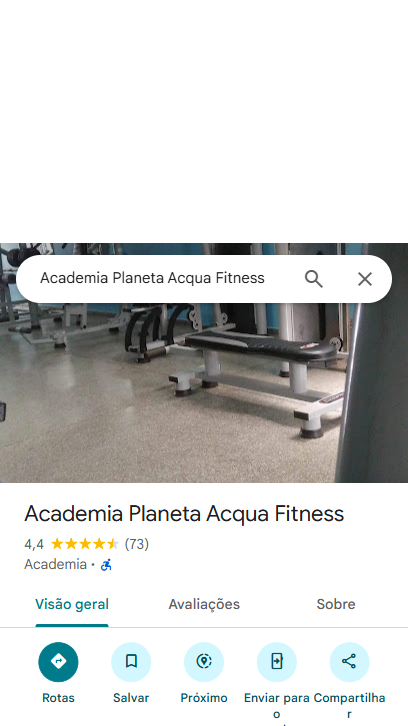 Academia Planeta Acqua Fitness
Academia Planeta Acqua Fitness
4,4 (73)
Academia ·
Visão geral Avaliações Sobre
Rotas Salvar Próximo Enviar para o Compartilhar